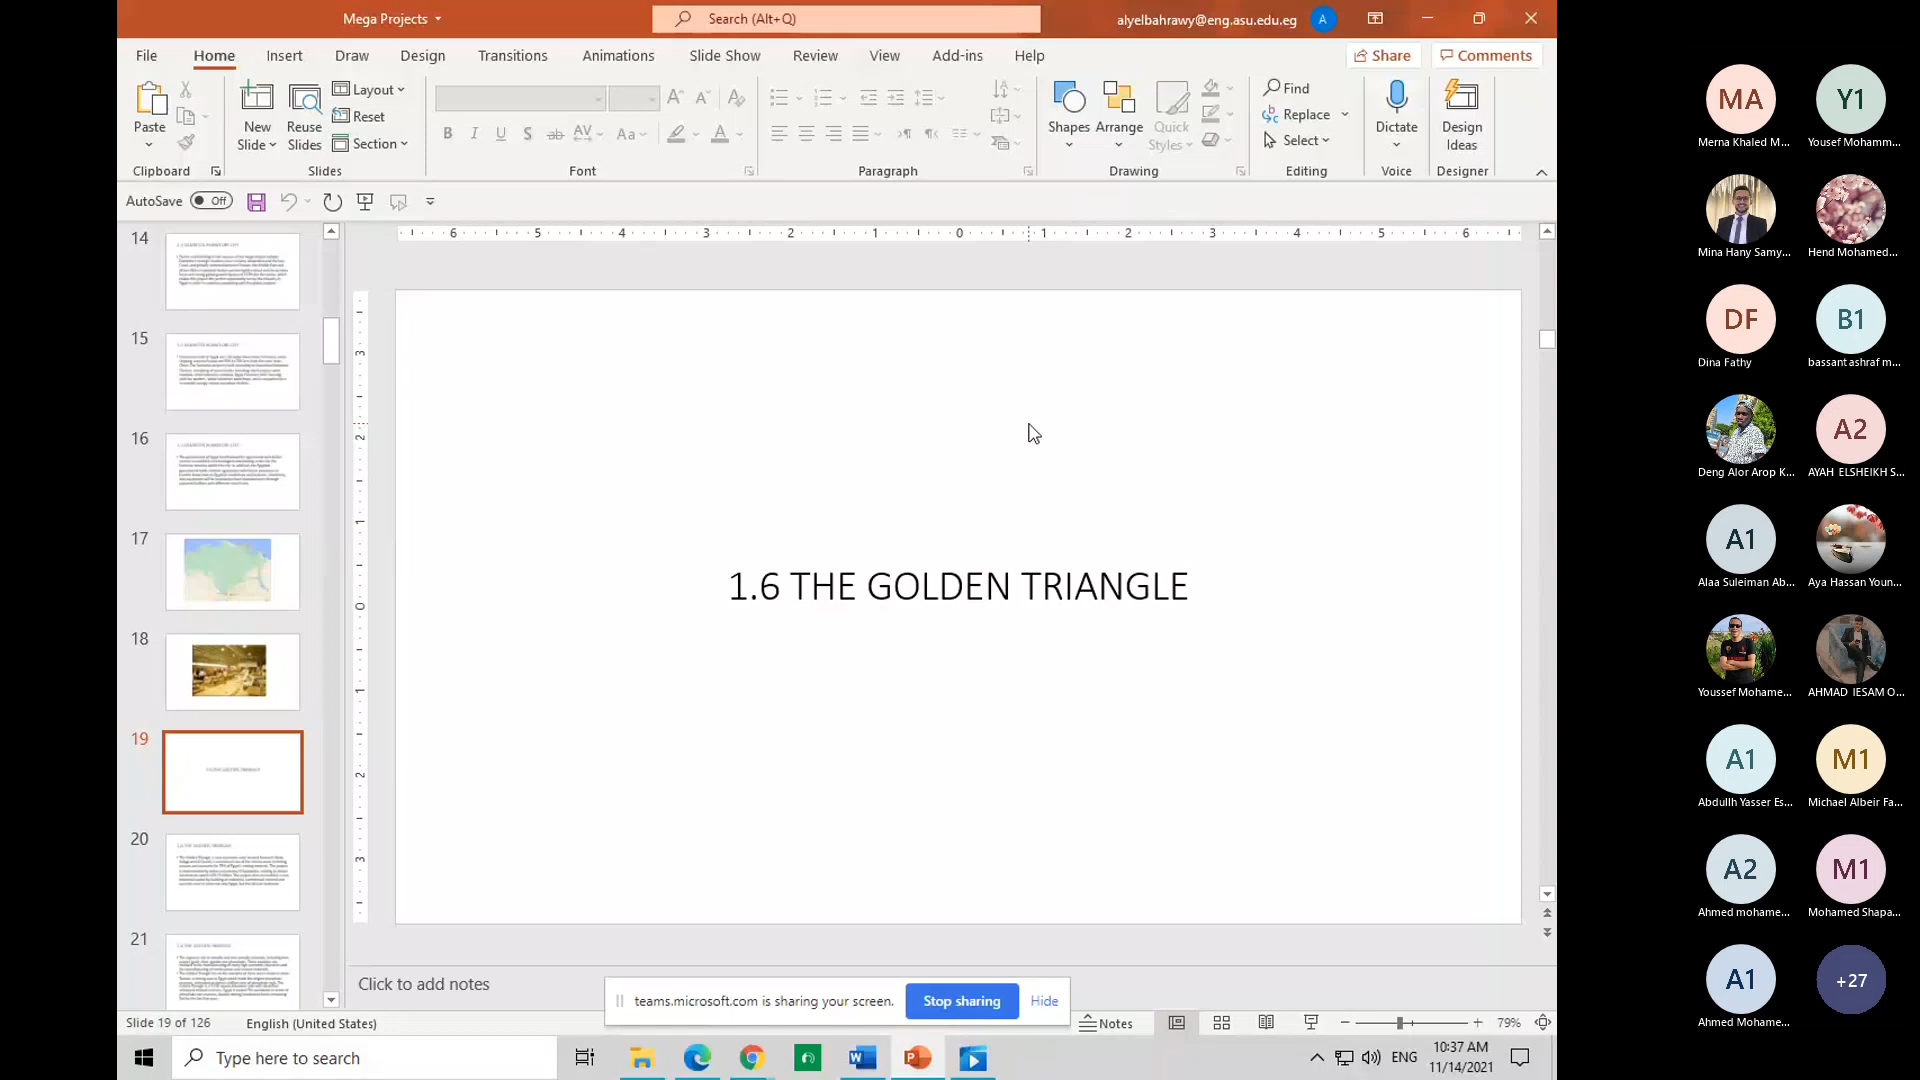 Mega Projects
Search (Alt+Q)
alyelbahrawy@eng.asu.edu.eg
A
File
Home
Insert
Draw
Design
Transitions
Animations
Slide Show
Review
View
Add-ins
Help
Share
Comments
Paste
New Slide
Reuse Slides
Layout
Reset
Section
Find
Replace
Select
Shapes
Arrange
Quick Styles
Dictate
Design Ideas
Clipboard
Slides
Font
Paragraph
Drawing
Editing
Voice
Designer
AutoSave
Off
14
15
16
17
18
19
20
21
1.6 THE GOLDEN TRIANGLE
Click to add notes
teams.microsoft.com is sharing your screen.
Stop sharing
Hide
Slide 19 of 126
English (United States)
Notes
79%
Type here to search
ENG
10:37 AM
11/14/2021
MA
Merna Khaled M...
Y1
Yousef Mohamm...
Mina Hany Samy...
Hend Mohamed...
DF
Dina Fathy
B1
bassant ashraf m...
Deng Alor Arop K...
A2
AYAH ELSHEIKH S...
A1
Alaa Suleiman Ab...
Aya Hassan Youn...
Youssef Mohame...
AHMAD IESAM O...
A1
Abdullh Yasser Es...
M1
Michael Albeir Fa...
A2
Ahmed mohame...
M1
Mohamed Shapa...
A1
Ahmed Mohame...
+27